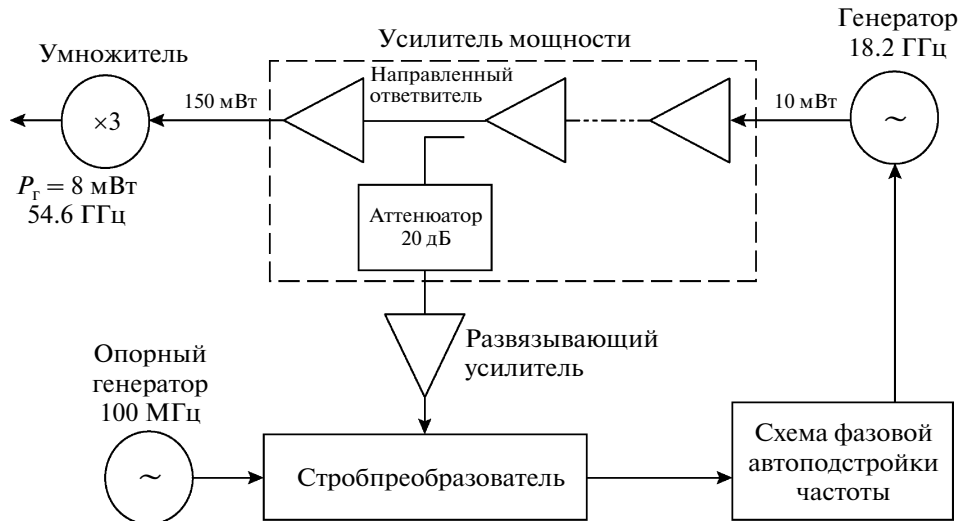 Генератор
18.2 ГГц
Усилитель мощности
Умножитель
Направленный
ответвитель
150 мВт
10 мВт
×3
~
Pг = 8 мВт
54.6 ГГц
Аттенюатор
20 дБ
Развязывающий
усилитель
Опорный
генератор
100 МГц
~
Стробпреобразователь
Схема фазовой
автоподстройки
частоты